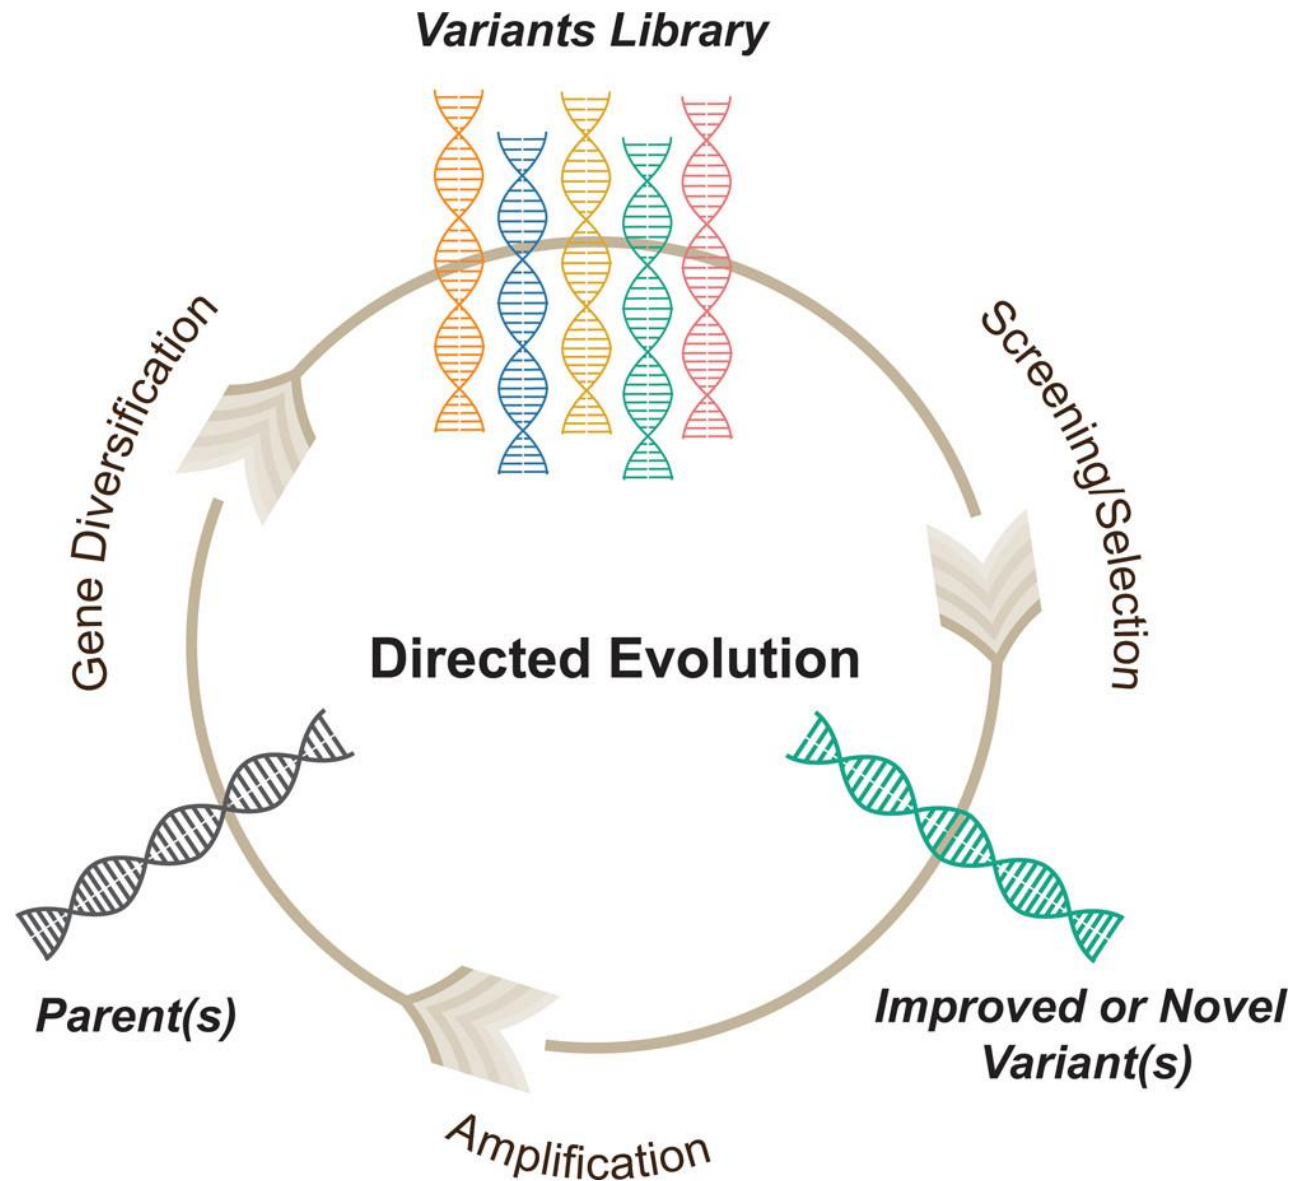 Variants Library
Gene Diversification
Screening/Selection
Directed Evolution
Parent(s)
Improved or Novel
Variant(s)
Amplification